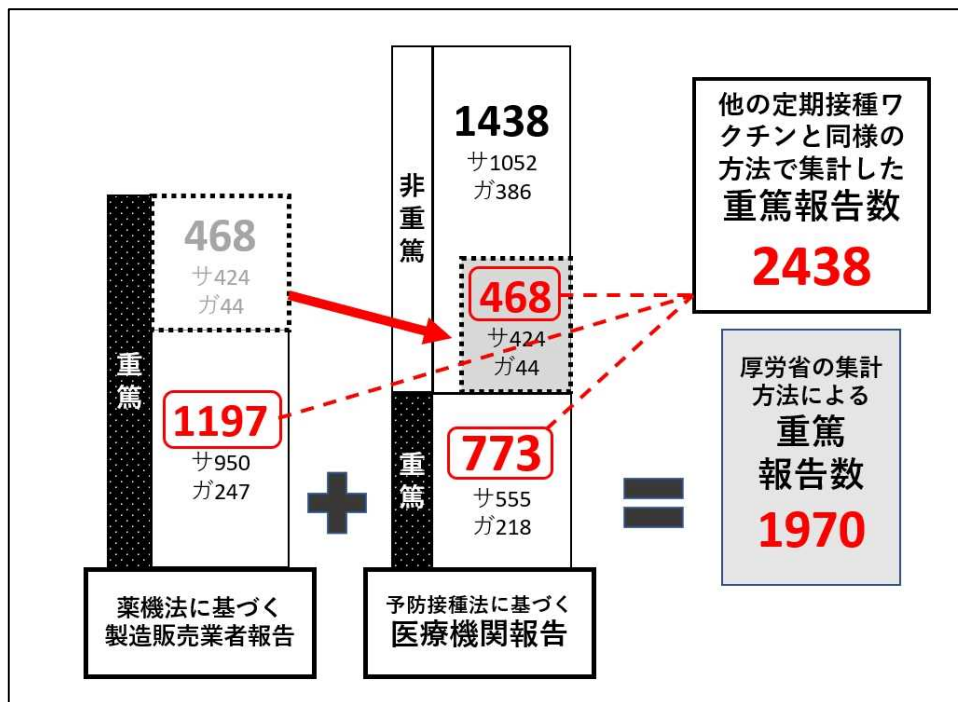 468
サ424
ガ44
重篤
1197
サ950
ガ247
薬機法に基づく
製造販売業者報告
非重篤
1438
サ1052
ガ386
468
サ424
ガ44
重篤
773
サ555
ガ218
予防接種法に基づく
医療機関報告
他の定期接種ワ
クチンと同様の
方法で集計した
重篤報告数
2438
厚労省の集計
方法による
重篤
報告数
1970